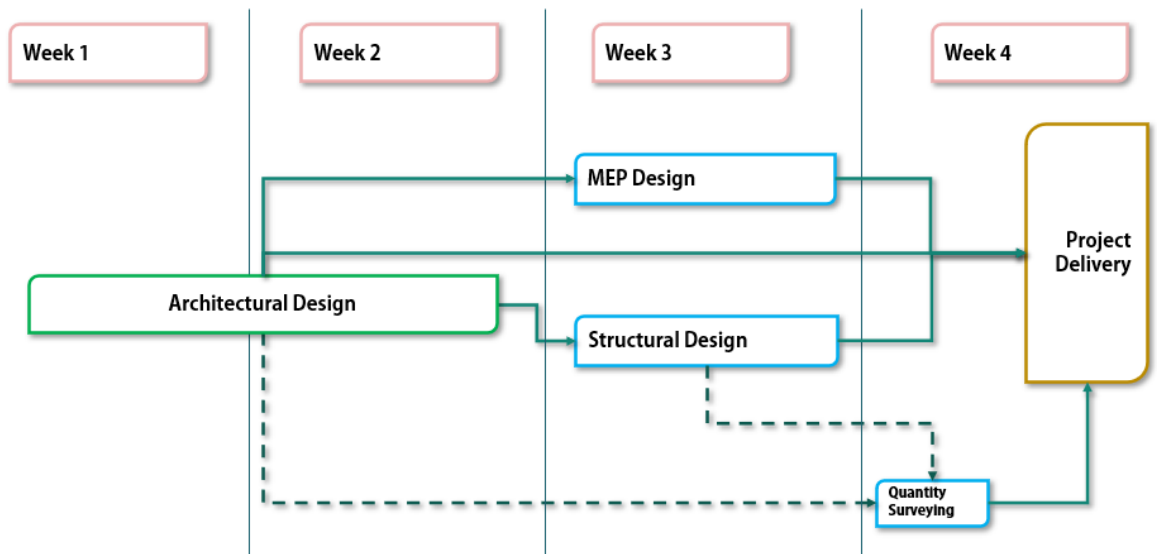 Week 1
Week 2
Week 3
Week 4
MEP Design
Project
Delivery
Architectural Design
Structural Design
Quantity
Surveying